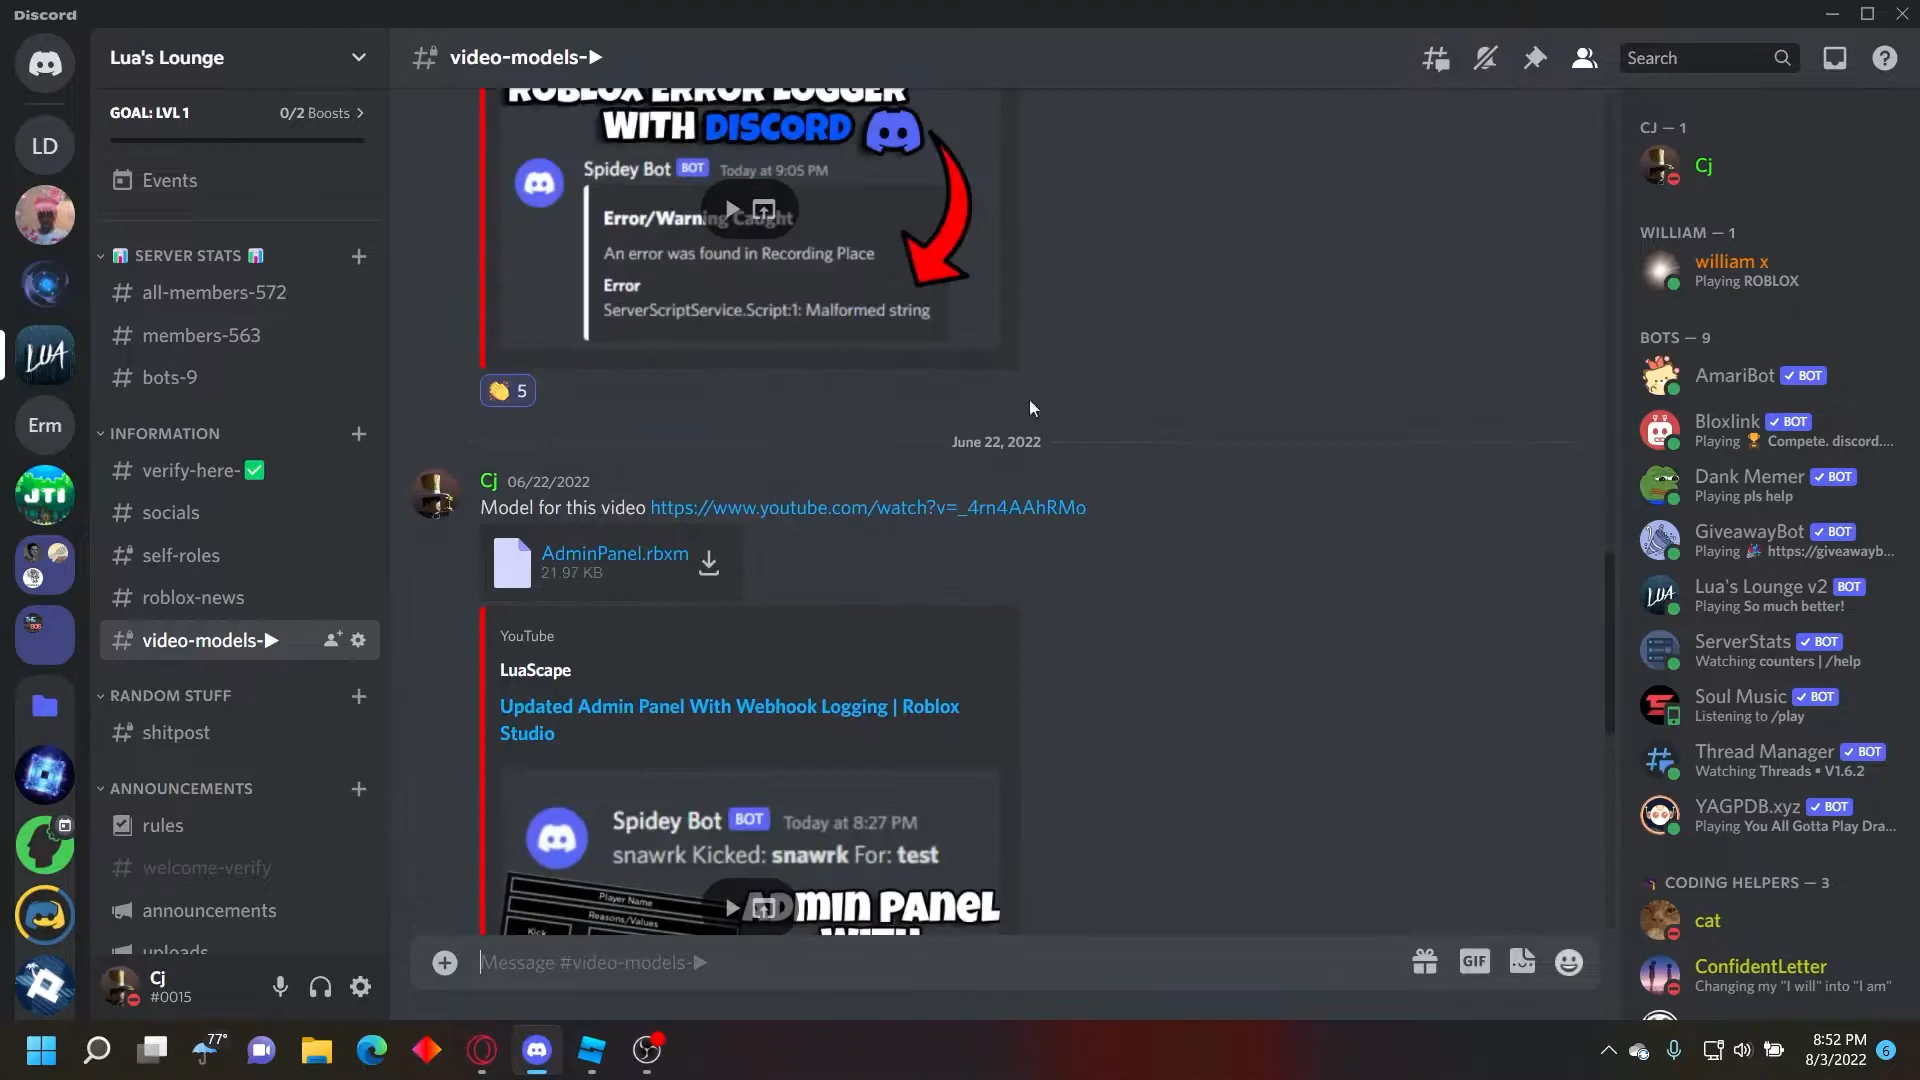 Discord
Lua's Lounge
video-models-▶
Search
GOAL: LVL 1
0/2 Boosts >
Events
SERVER STATS
all-members-572
members-563
bots-9
INFORMATION
verify-here-✅
socials
self-roles
roblox-news
video-models-▶
RANDOM STUFF
shitpost
ANNOUNCEMENTS
rules
welcome-verify
announcements
uploads
Cj
#0015
LD
LUA
Erm
JTI
ROBLOX ERROR LOGGER
WITH DISCORD
Spidey Bot BOT Today at 9:05 PM
Error/Warning Caught
An error was found in Recording Place
Error
ServerScriptService.Script:1: Malformed string
👏 5
June 22, 2022
Cj 06/22/2022
Model for this video https://www.youtube.com/watch?v=_4rn4AAhRMo
AdminPanel.rbxm
21.97 KB
YouTube
LuaScape
Updated Admin Panel With Webhook Logging | Roblox
Studio
Spidey Bot BOT Today at 8:27 PM
snawrk Kicked: snawrk For: test
Player Name
Reasons/Values
Kick
ADMIN PANEL
WITH
Message #video-models-▶
GIF
CJ — 1
Cj
WILLIAM — 1
william x
Playing ROBLOX
BOTS — 9
AmariBot ✓ BOT
Bloxlink ✓ BOT
Playing 🏆 Compete. discord....
Dank Memer ✓ BOT
Playing pls help
GiveawayBot ✓ BOT
Playing 🎉 https://giveawayb...
LUA
Lua's Lounge v2 BOT
Playing So much better!
ServerStats ✓ BOT
Watching counters | /help
Soul Music ✓ BOT
Listening to /play
Thread Manager ✓ BOT
Watching Threads • V1.6.2
YAGPDB.xyz ✓ BOT
Playing You All Gotta Play Dra...
CODING HELPERS — 3
cat
ConfidentLetter
Changing my "I will" into "I am"
77°
8:52 PM
8/3/2022
6